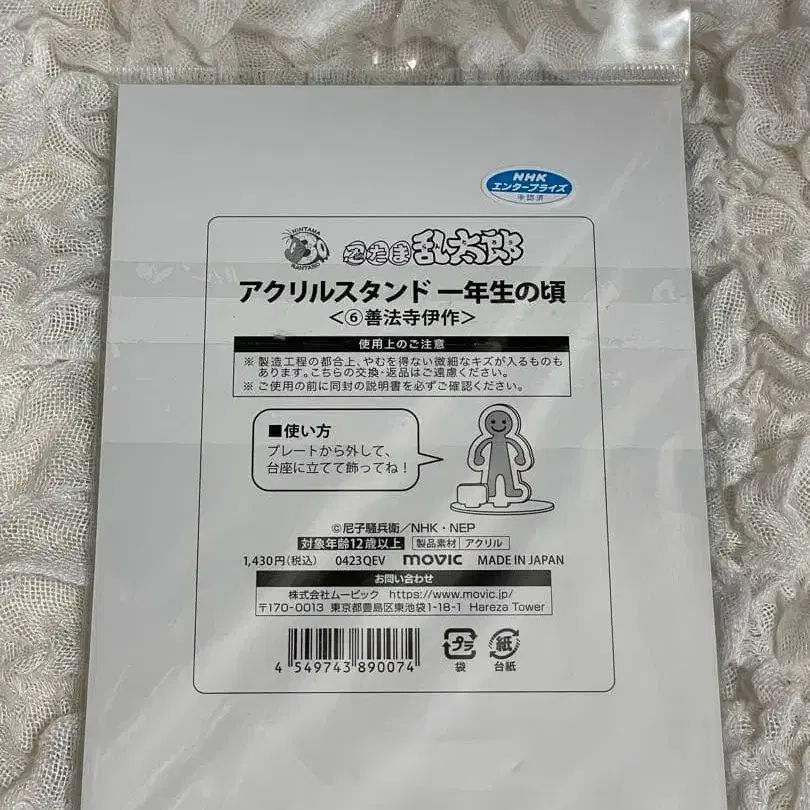 NHK
エンタープライズ
承認済
NINTAMA
RANTARO
忍たま乱太郎
アクリルスタンド 一年生の頃
＜⑥善法寺伊作＞
使用上のご注意
※製造工程の都合上、やむを得ない微細なキズが入るものも
あります。こちらの交換・返品はご遠慮ください。
※ご使用の前に同封の説明書を必ずご確認ください。
■使い方
プレートから外して、
台座に立てて飾ってね！
©尼子騒兵衛／NHK・NEP
対象年齢12歳以上 製品素材 アクリル
1,430円(税込) 0423QEV movic MADE IN JAPAN
お問い合わせ
株式会社ムービック https://www.movic.jp/
〒170-0013 東京都豊島区東池袋1-18-1 Hareza Tower
4 549743 890074
プラ 紙
袋 台紙